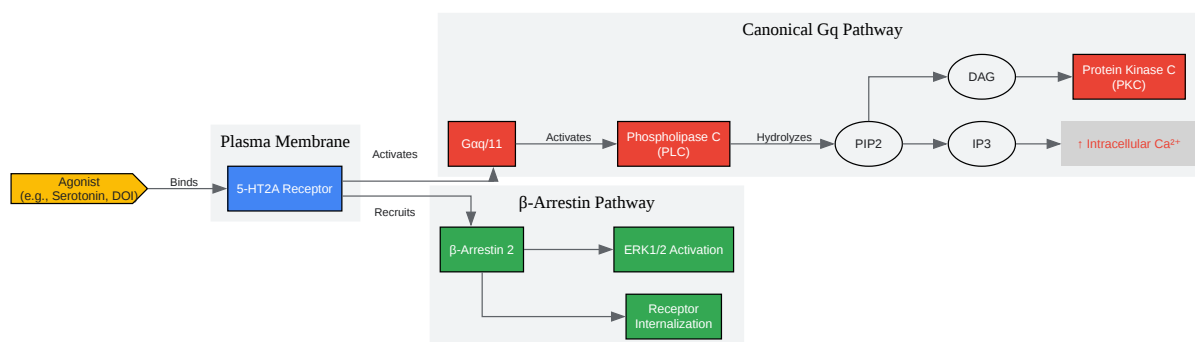 Canonical Gq Pathway
DAG
Protein Kinase C
(PKC)
Plasma Membrane
Activates
Gαq/11
Activates
Phospholipase C
(PLC)
Hydrolyzes
PIP2
IP3
↑ Intracellular Ca²⁺
Agonist
(e.g., Serotonin, DOI)
Binds
5-HT2A Receptor
Recruits
β-Arrestin Pathway
β-Arrestin 2
ERK1/2 Activation
Receptor
Internalization